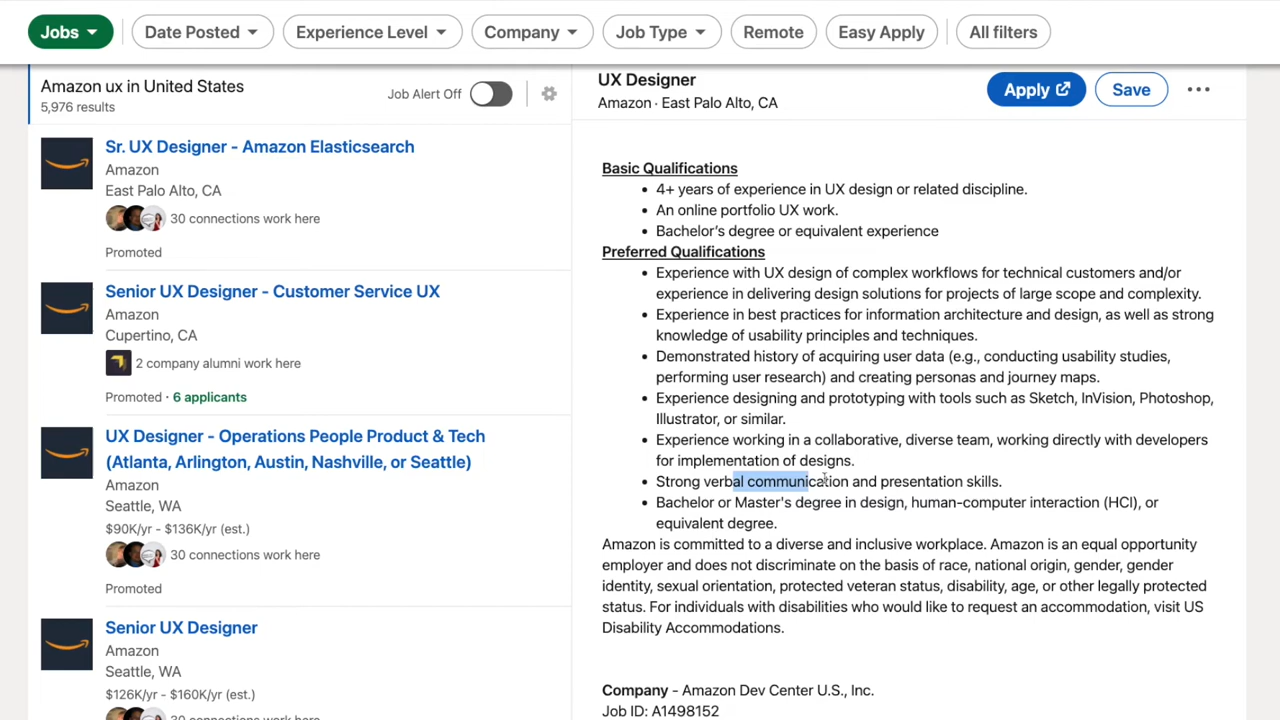 Jobs
Date Posted
Experience Level
Company
Job Type
Remote
Easy Apply
All filters
Amazon ux in United States
5,976 results
Job Alert Off
Sr. UX Designer - Amazon Elasticsearch
Amazon
East Palo Alto, CA
30 connections work here
Promoted
Senior UX Designer - Customer Service UX
Amazon
Cupertino, CA
2 company alumni work here
Promoted · 6 applicants
UX Designer - Operations People Product & Tech
(Atlanta, Arlington, Austin, Nashville, or Seattle)
Amazon
Seattle, WA
$90K/yr - $136K/yr (est.)
30 connections work here
Promoted
Senior UX Designer
Amazon
Seattle, WA
$126K/yr - $160K/yr (est.)
30 connections work here
UX Designer
Amazon · East Palo Alto, CA
Apply
Save
Basic Qualifications
• 4+ years of experience in UX design or related discipline.
• An online portfolio UX work.
• Bachelor's degree or equivalent experience
Preferred Qualifications
• Experience with UX design of complex workflows for technical customers and/or
experience in delivering design solutions for projects of large scope and complexity.
• Experience in best practices for information architecture and design, as well as strong
knowledge of usability principles and techniques.
• Demonstrated history of acquiring user data (e.g., conducting usability studies,
performing user research) and creating personas and journey maps.
• Experience designing and prototyping with tools such as Sketch, InVision, Photoshop,
Illustrator, or similar.
• Experience working in a collaborative, diverse team, working directly with developers
for implementation of designs.
• Strong verbal communication and presentation skills.
• Bachelor or Master's degree in design, human-computer interaction (HCI), or
equivalent degree.
Amazon is committed to a diverse and inclusive workplace. Amazon is an equal opportunity
employer and does not discriminate on the basis of race, national origin, gender, gender
identity, sexual orientation, protected veteran status, disability, age, or other legally protected
status. For individuals with disabilities who would like to request an accommodation, visit US
Disability Accommodations.
Company - Amazon Dev Center U.S., Inc.
Job ID: A1498152